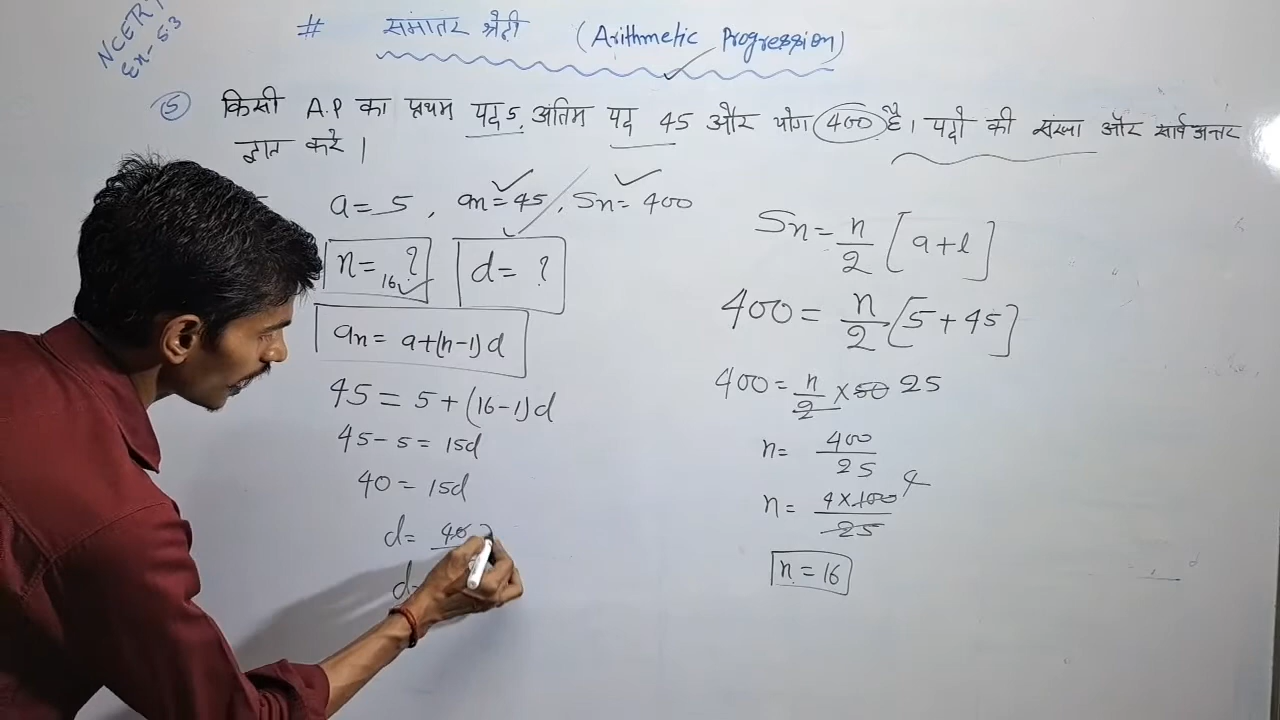 NCERT
Ex-5.3
# समातर श्रेढ़ी (Arithmetic Progression)
⑤ किसी A.P का प्रथम पद 5, अंतिम पद 45 और योग 400 है। पदो की संख्या और सार्व अन्तर
ज्ञात करे।
a = 5, an = 45, Sn = 400
n = ? 16
d = ?
an = a+(n-1)d
45 = 5+(16-1)d
45-5 = 15d
40 = 15d
d= 40
d=
Sn = n/2 [a+l]
400 = n/2 [5+45]
400 = n/2 × 50 25
n = 400/25
n = 4×100/25 4
n = 16